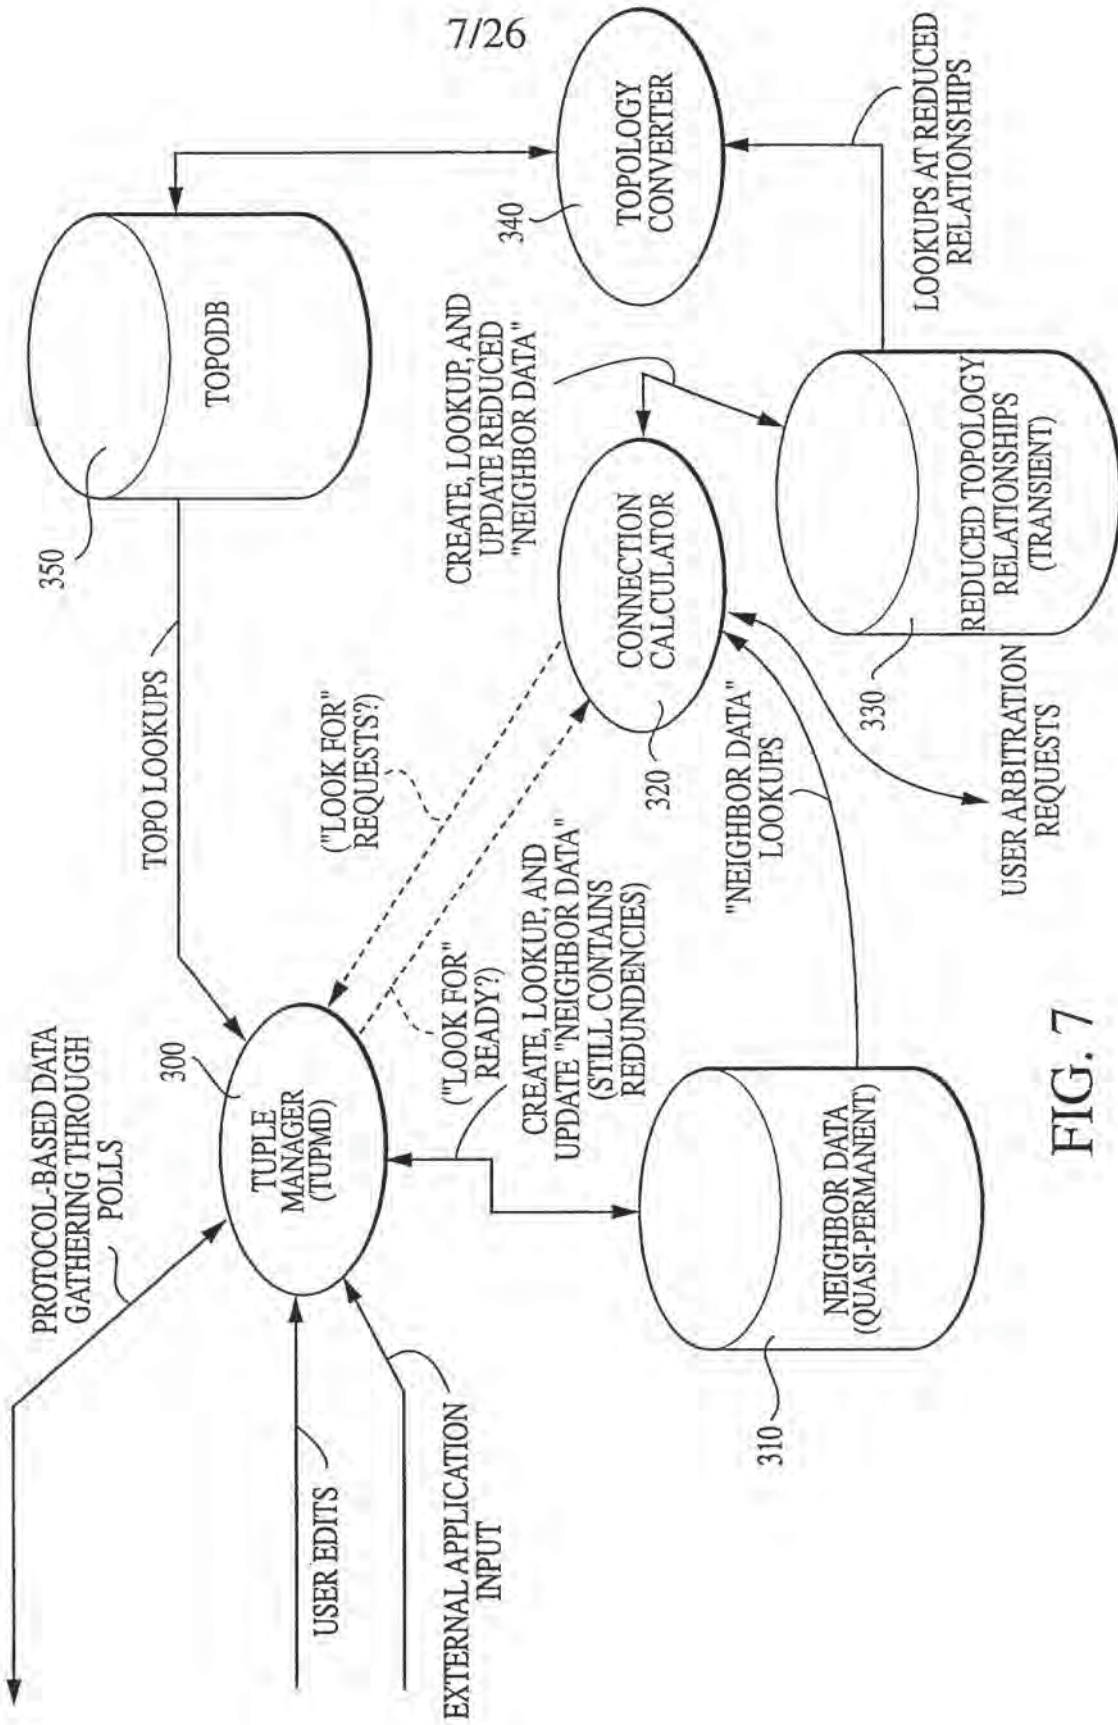 7/26
PROTOCOL-BASED DATA
GATHERING THROUGH
POLLS
USER EDITS
EXTERNAL APPLICATION
INPUT
300
TUPLE
MANAGER
(TUPMD)
TOPO LOOKUPS
350
TOPODB
("LOOK FOR"
REQUESTS?)
("LOOK FOR"
READY?)
CREATE, LOOKUP, AND
UPDATE "NEIGHBOR DATA"
(STILL CONTAINS
REDUNDENCIES)
310
NEIGHBOR DATA
(QUASI-PERMANENT)
"NEIGHBOR DATA"
LOOKUPS
320
CONNECTION
CALCULATOR
CREATE, LOOKUP, AND
UPDATE REDUCED
"NEIGHBOR DATA"
340
TOPOLOGY
CONVERTER
USER ARBITRATION
REQUESTS
330
REDUCED TOPOLOGY
RELATIONSHIPS
(TRANSIENT)
LOOKUPS AT REDUCED
RELATIONSHIPS
FIG. 7